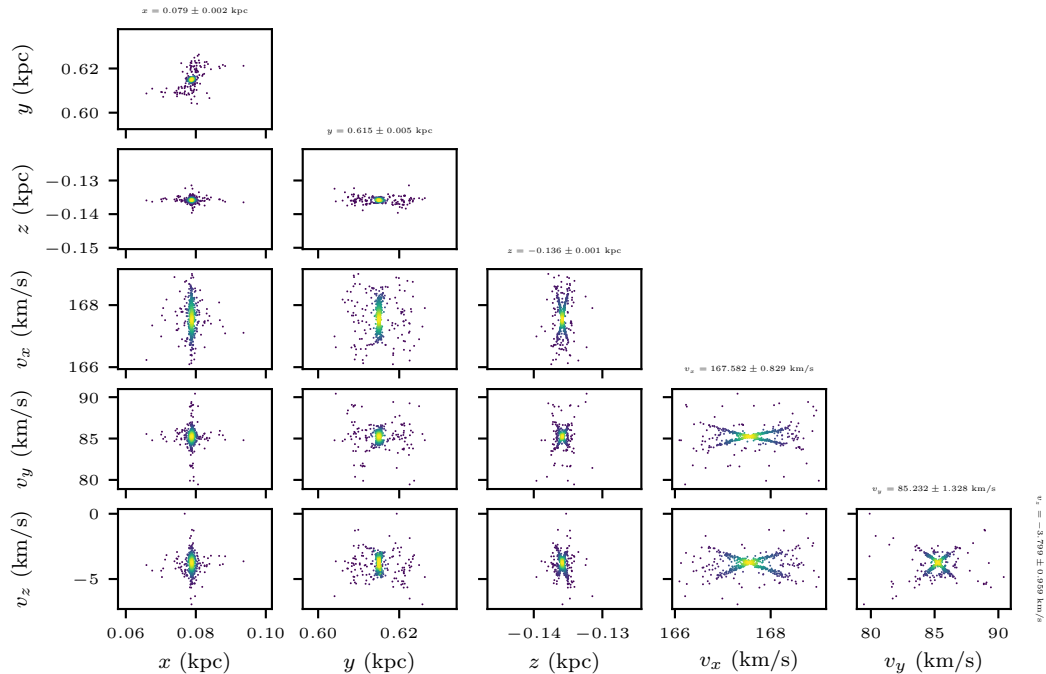 x = 0.079 ± 0.002 kpc
y (kpc)
0.62
0.60
y = 0.615 ± 0.005 kpc
z (kpc)
−0.13
−0.14
−0.15
z = −0.136 ± 0.001 kpc
v_x (km/s)
168
166
v_x = 167.582 ± 0.829 km/s
v_y (km/s)
90
85
80
v_y = 85.232 ± 1.328 km/s
v_z (km/s)
0
−5
v_z = −3.799 ± 0.959 km/s
0.06 0.08 0.10 0.60 0.62 −0.14 −0.13 166 168 80 85 90
x (kpc) y (kpc) z (kpc) v_x (km/s) v_y (km/s)